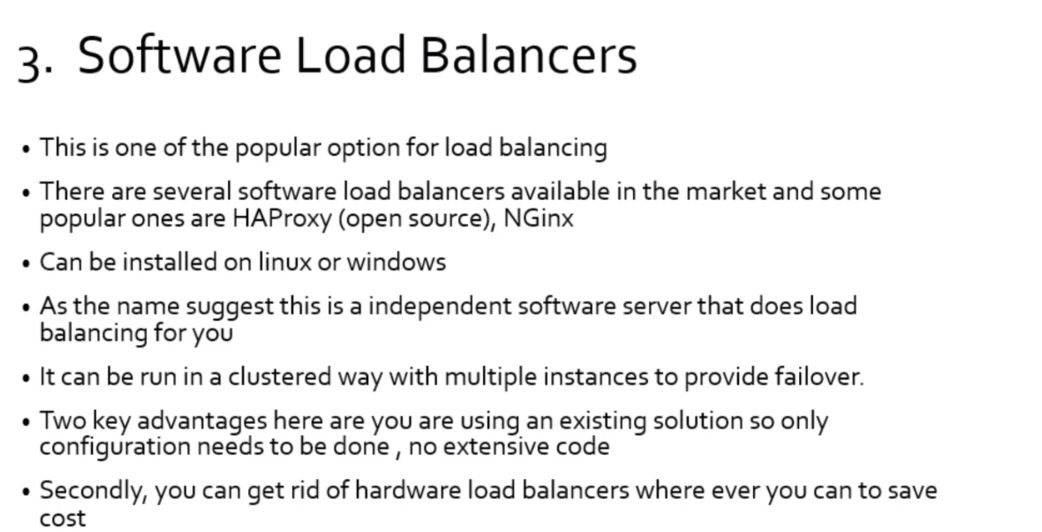 3. Software Load Balancers
• This is one of the popular option for load balancing
• There are several software load balancers available in the market and some
popular ones are HAProxy (open source), NGinx
• Can be installed on linux or windows
• As the name suggest this is a independent software server that does load
balancing for you
• It can be run in a clustered way with multiple instances to provide failover.
• Two key advantages here are you are using an existing solution so only
configuration needs to be done , no extensive code
• Secondly, you can get rid of hardware load balancers where ever you can to save
cost